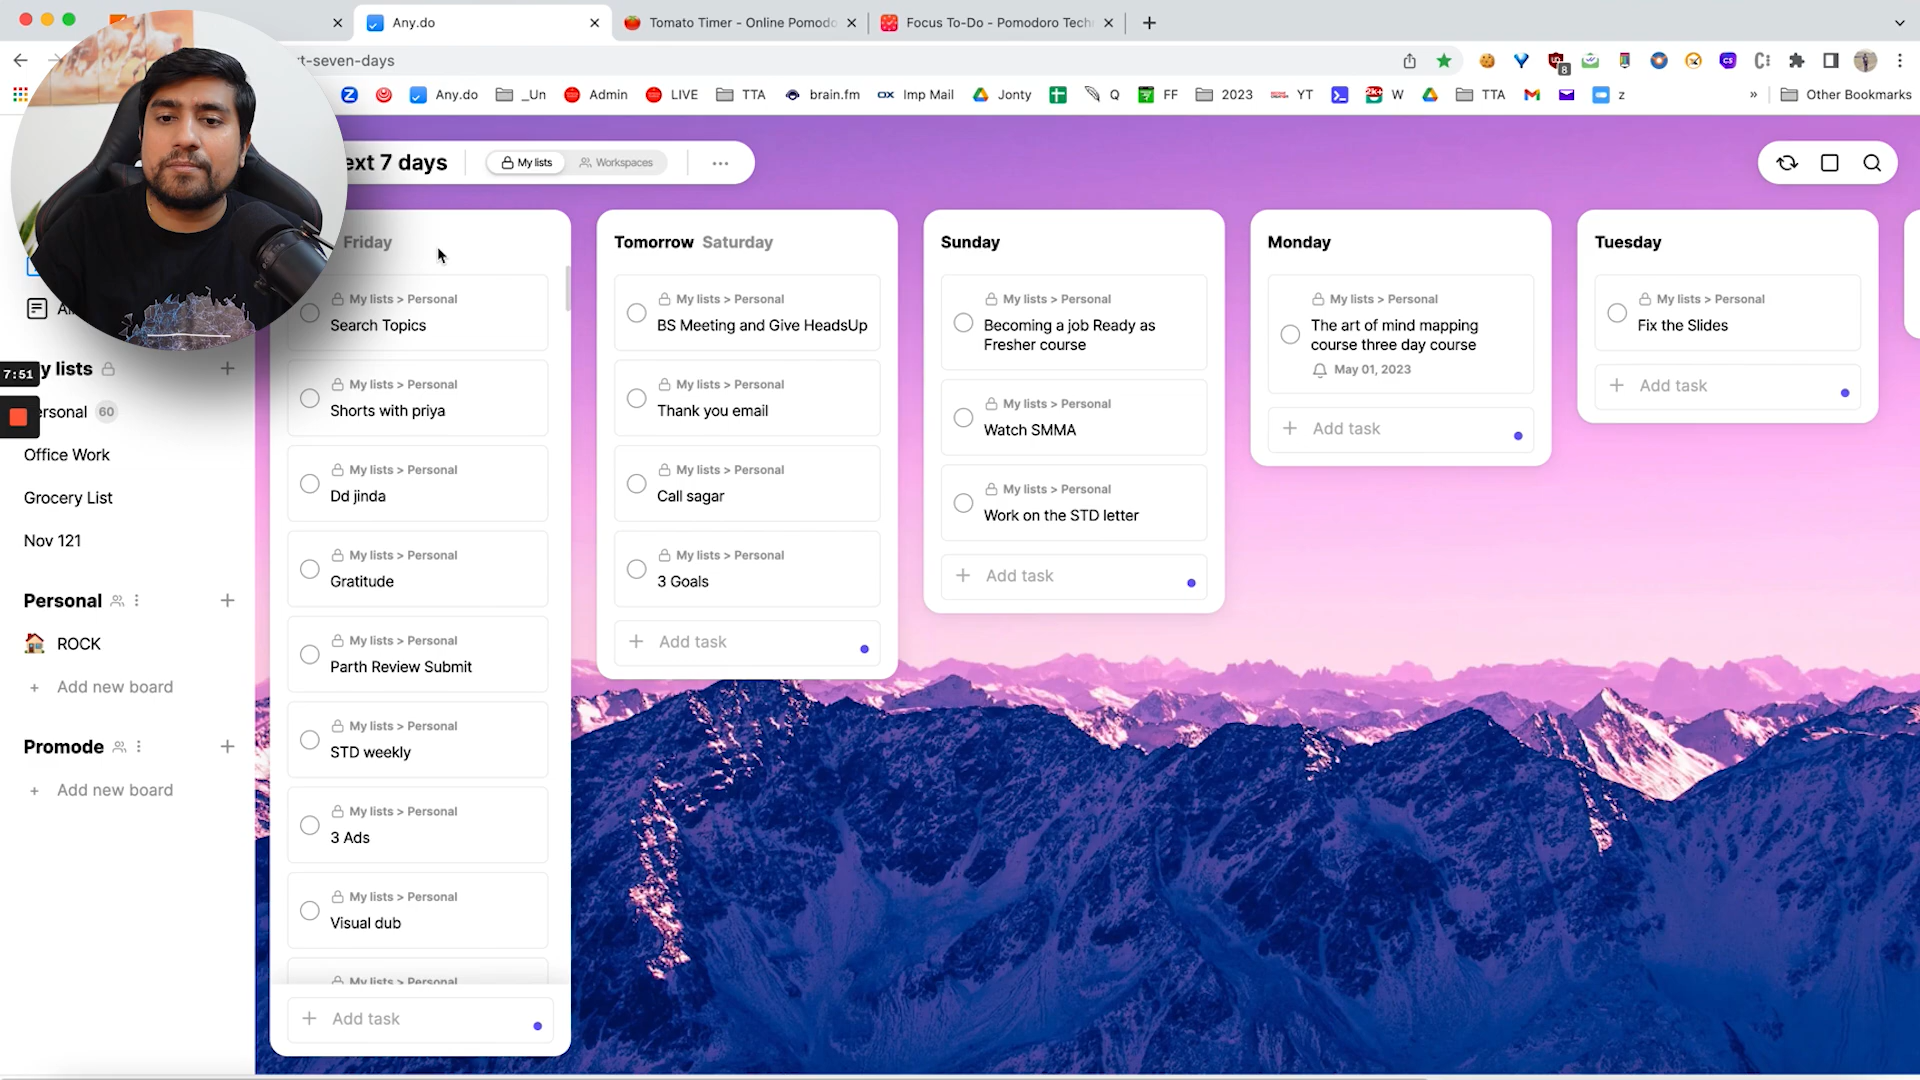 Any.do
Tomato Timer - Online Pomodo
Focus To-Do - Pomodoro Techn
t-seven-days
8
Any.do
_Un
Admin
LIVE
TTA
brain.fm
Imp Mail
Jonty
Q
FF
2023
YT
W
TTA
z
»
Other Bookmarks
ext 7 days
My lists
Workspaces
Friday
My lists > Personal
Search Topics
My lists > Personal
Shorts with priya
My lists > Personal
Dd jinda
My lists > Personal
Gratitude
My lists > Personal
Parth Review Submit
My lists > Personal
STD weekly
My lists > Personal
3 Ads
My lists > Personal
Visual dub
My lists > Personal
Add task
Tomorrow Saturday
My lists > Personal
BS Meeting and Give HeadsUp
My lists > Personal
Thank you email
My lists > Personal
Call sagar
My lists > Personal
3 Goals
Add task
Sunday
My lists > Personal
Becoming a job Ready as
Fresher course
My lists > Personal
Watch SMMA
My lists > Personal
Work on the STD letter
Add task
Monday
My lists > Personal
The art of mind mapping
course three day course
May 01, 2023
Add task
Tuesday
My lists > Personal
Fix the Slides
Add task
7:51
y lists
ersonal 60
Office Work
Grocery List
Nov 121
Personal
ROCK
Add new board
Promode
Add new board